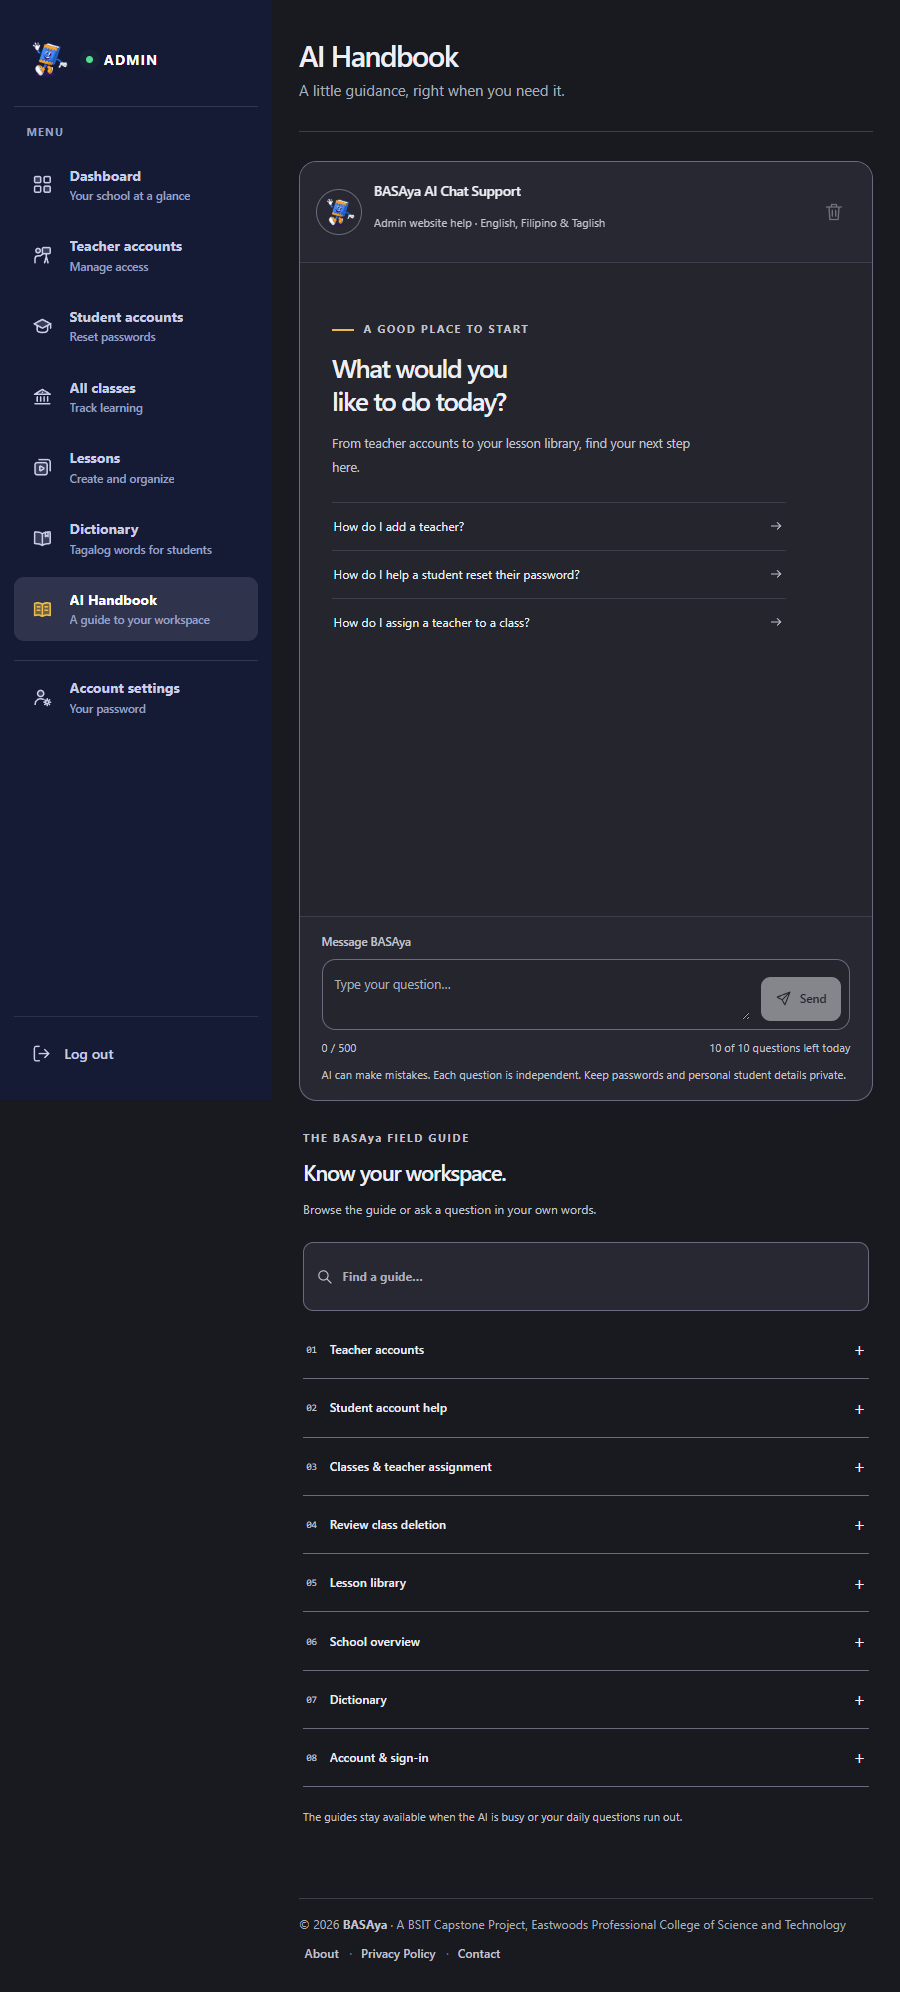 ADMIN
MENU
Dashboard
Your school at a glance
Teacher accounts
Manage access
Student accounts
Reset passwords
All classes
Track learning
Lessons
Create and organize
Dictionary
Tagalog words for students
AI Handbook
A guide to your workspace
Account settings
Your password
Log out
AI Handbook
A little guidance, right when you need it.
BASAya AI Chat Support
Admin website help · English, Filipino & Taglish
A GOOD PLACE TO START
What would you
like to do today?
From teacher accounts to your lesson library, find your next step
here.
How do I add a teacher?
How do I help a student reset their password?
How do I assign a teacher to a class?
Message BASAya
Type your question...
Send
0 / 500
10 of 10 questions left today
AI can make mistakes. Each question is independent. Keep passwords and personal student details private.
THE BASAya FIELD GUIDE
Know your workspace.
Browse the guide or ask a question in your own words.
Find a guide...
01 Teacher accounts +
02 Student account help +
03 Classes & teacher assignment +
04 Review class deletion +
05 Lesson library +
06 School overview +
07 Dictionary +
08 Account & sign-in +
The guides stay available when the AI is busy or your daily questions run out.
© 2026 BASAya · A BSIT Capstone Project, Eastwoods Professional College of Science and Technology
About · Privacy Policy · Contact